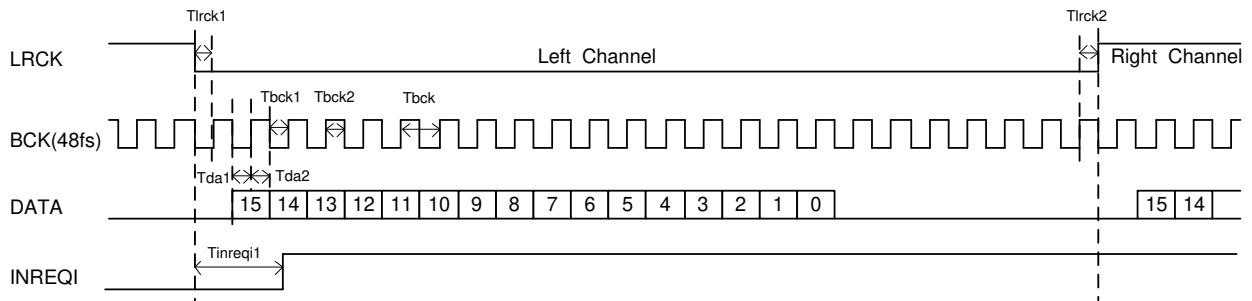 Tlrck1 Tlrck2
LRCK Left Channel Right Channel
Tbck1 Tbck2 Tbck
BCK(48fs)
Tda1 Tda2
DATA 15 14 13 12 11 10 9 8 7 6 5 4 3 2 1 0 15 14
Tinreqi1
INREQI